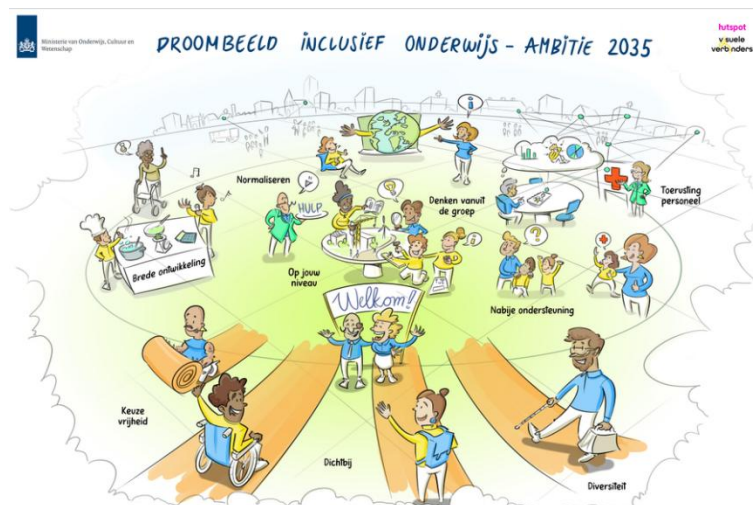 Ministerie van Onderwijs, Cultuur en
Wetenschap
DROOMBEELD INCLUSIEF ONDERWIJS - AMBITIE 2035
hutspot
visuele
verbinders
Normaliseren
HULP
Denken vanuit
de groep
Toerusting
personeel
Brede ontwikkeling
Op jouw
niveau
Nabije ondersteuning
Welkom!
Keuze
vrijheid
Dichtbij
Diversiteit